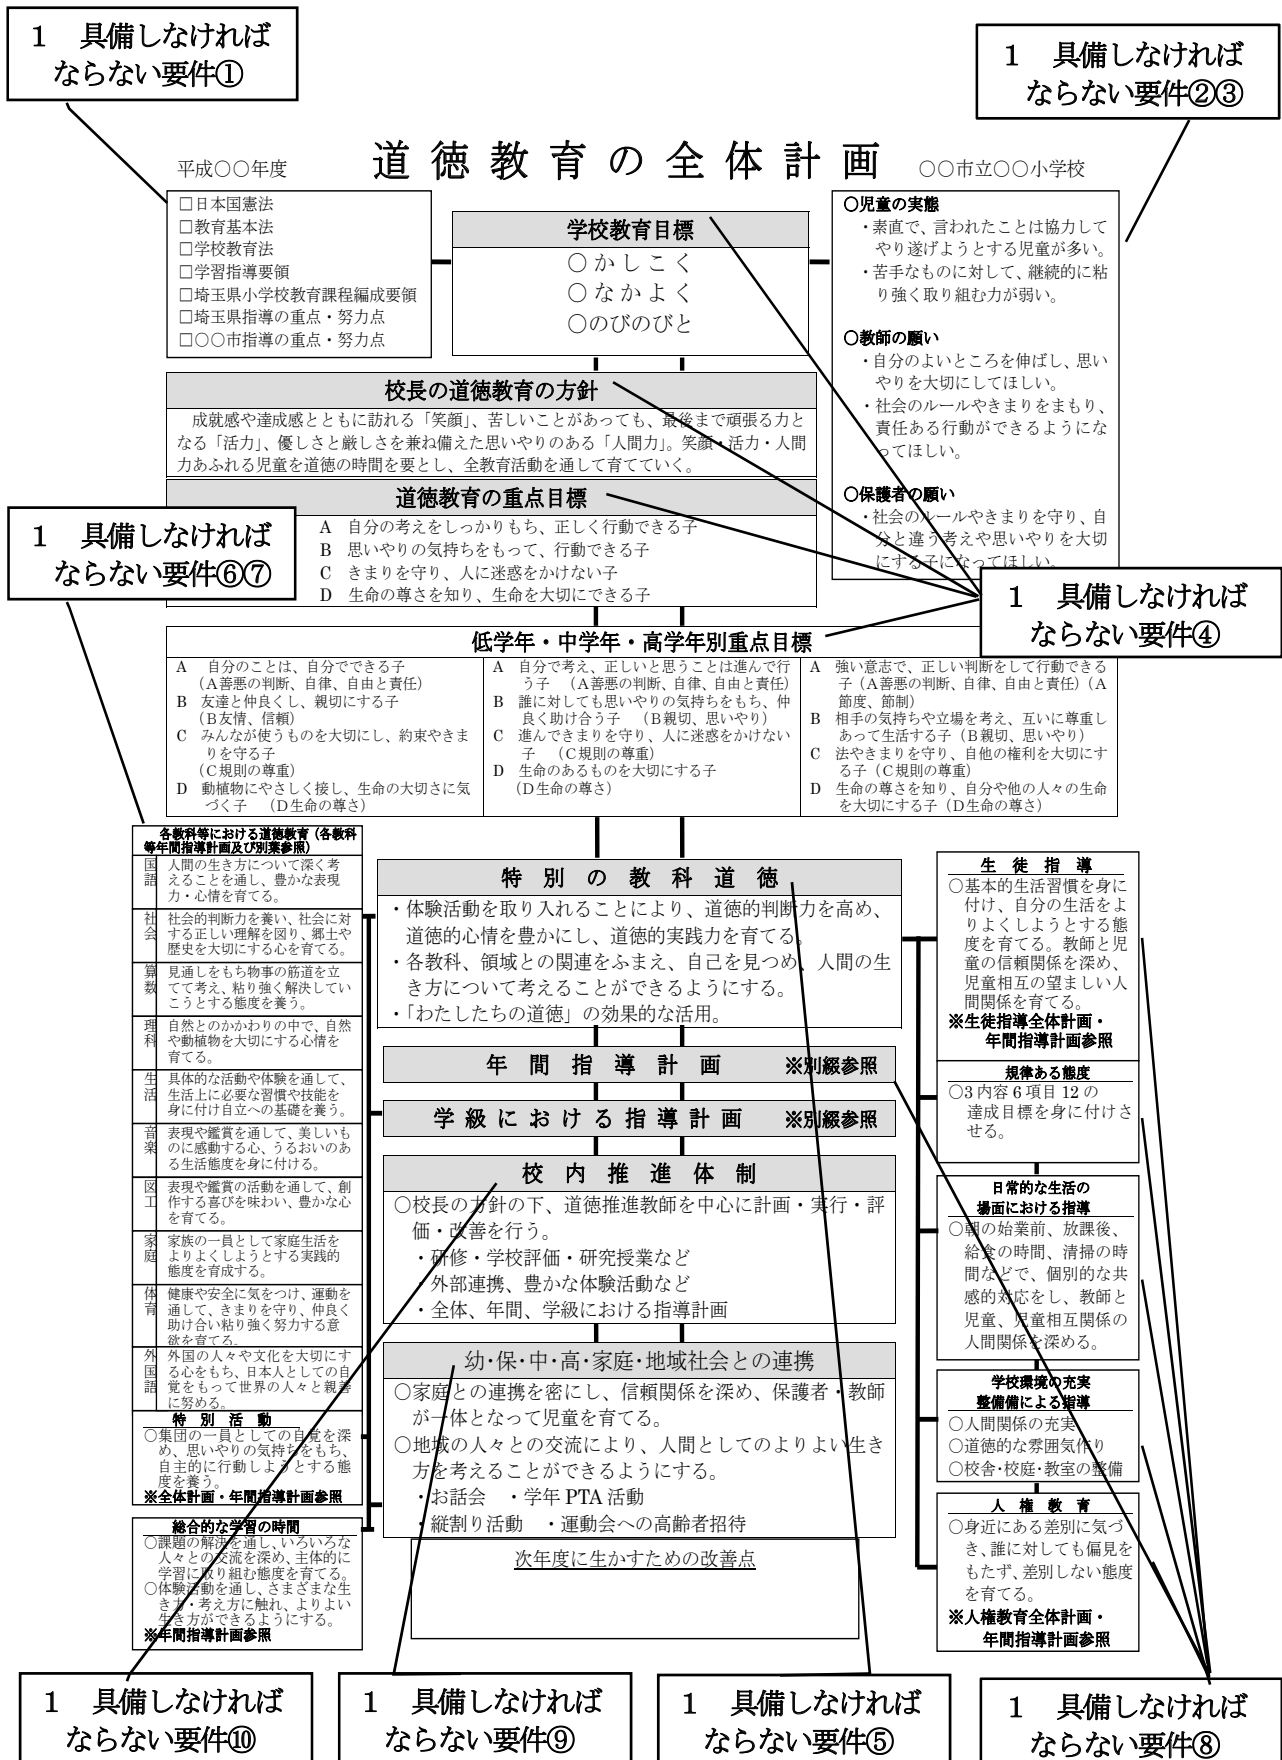 1　具備しなければ
ならない要件①
1　具備しなければ
ならない要件②③
平成〇〇年度
道徳教育の全体計画
〇〇市立〇〇小学校
□日本国憲法
□教育基本法
□学校教育法
□学習指導要領
□埼玉県小学校教育課程編成要領
□埼玉県指導の重点・努力点
□〇〇市指導の重点・努力点
学校教育目標
〇かしこく
〇なかよく
〇のびのびと
〇児童の実態
・素直で、言われたことは協力して
やり遂げようとする児童が多い。
・苦手なものに対して、継続的に粘
り強く取り組む力が弱い。
〇教師の願い
・自分のよいところを伸ばし、思い
やりを大切にしてほしい。
・社会のルールやきまりをまもり、
責任ある行動ができるようにな
ってほしい。
〇保護者の願い
・社会のルールやきまりを守り、自
分と違う考えや思いやりを大切
にする子になってほしい。
校長の道徳教育の方針
成就感や達成感とともに訪れる「笑顔」、苦しいことがあっても、最後まで頑張る力と
なる「活力」、優しさと厳しさを兼ね備えた思いやりのある「人間力」。笑顔・活力・人間
力あふれる児童を道徳の時間を要とし、全教育活動を通して育てていく。
道徳教育の重点目標
A　自分の考えをしっかりもち、正しく行動できる子
B　思いやりの気持ちをもって、行動できる子
C　きまりを守り、人に迷惑をかけない子
D　生命の尊さを知り、生命を大切にできる子
1　具備しなければ
ならない要件⑥⑦
1　具備しなければ
ならない要件④
低学年・中学年・高学年別重点目標
A　自分のことは、自分でできる子
（A善悪の判断、自律、自由と責任）
B　友達と仲良くし、親切にする子
（B友情、信頼）
C　みんなが使うものを大切にし、約束やきま
りを守る子
（C規則の尊重）
D　動植物にやさしく接し、生命の大切さに気
づく子　（D生命の尊さ）
A　自分で考え、正しいと思うことは進んで行
う子　（A善悪の判断、自律、自由と責任）
B　誰に対しても思いやりの気持ちをもち、仲
良く助け合う子　（B親切、思いやり）
C　進んできまりを守り、人に迷惑をかけない
子　（C規則の尊重）
D　生命のあるものを大切にする子
（D生命の尊さ）
A　強い意志で、正しい判断をして行動できる
子（A善悪の判断、自律、自由と責任）（A
節度、節制）
B　相手の気持ちや立場を考え、互いに尊重し
あって生活する子（B親切、思いやり）
C　法やきまりを守り、自他の権利を大切にす
る子（C規則の尊重）
D　生命の尊さを知り、自分や他の人々の生命
を大切にする子（D生命の尊さ）
各教科等における道徳教育（各教科
等年間指導計画及び別葉参照）
国語　人間の生き方について深く考
えることを通し、豊かな表現
力・心情を育てる。
社会　社会的判断力を養い、社会に対
する正しい理解を図り、郷土や
歴史を大切にする心を育てる。
算数　見通しをもち物事の筋道を立
てて考え、粘り強く解決してい
こうとする態度を養う。
理科　自然とのかかわりの中で、自然
や動植物を大切にする心情を
育てる。
生活　具体的な活動や体験を通して、
生活上に必要な習慣や技能を
身に付け自立への基礎を養う。
音楽　表現や鑑賞を通して、美しいも
のに感動する心、うるおいのあ
る生活態度を身に付ける。
図工　表現や鑑賞の活動を通して、創
作する喜びを味わい、豊かな心
を育てる。
家庭　家族の一員として家庭生活を
よりよくしようとする実践的
態度を育成する。
体育　健康や安全に気をつけ、運動を
通して、きまりを守り、仲良く
助け合い粘り強く努力する意
欲を育てる。
外国語　外国の人々や文化を大切にす
る心をもち、日本人としての自
覚をもって世界の人々と親善
に努める。
特別活動
〇集団の一員としての自覚を深
め、思いやりの気持ちをもち、
自主的に行動しようとする態
度を養う。
※全体計画・年間指導計画参照
総合的な学習の時間
〇課題の解決を通し、いろいろな
人々との交流を深め、主体的に
学習に取り組む態度を育てる。
〇体験活動を通し、さまざまな生
き方・考え方に触れ、よりよい
生き方ができるようにする。
※年間指導計画参照
特別の教科道徳
・体験活動を取り入れることにより、道徳的判断力を高め、
道徳的心情を豊かにし、道徳的実践力を育てる。
・各教科、領域との関連をふまえ、自己を見つめ、人間の生
き方について考えることができるようにする。
・「わたしたちの道徳」の効果的な活用。
年間指導計画　※別綴参照
学級における指導計画　※別綴参照
校内推進体制
〇校長の方針の下、道徳推進教師を中心に計画・実行・評
価・改善を行う。
・研修・学校評価・研究授業など
・外部連携、豊かな体験活動など
・全体、年間、学級における指導計画
幼・保・中・高・家庭・地域社会との連携
〇家庭との連携を密にし、信頼関係を深め、保護者・教師
が一体となって児童を育てる。
〇地域の人々との交流により、人間としてのよりよい生き
方を考えることができるようにする。
・お話会　・学年PTA活動
・縦割り活動　・運動会への高齢者招待
次年度に生かすための改善点
生徒指導
〇基本的生活習慣を身に
付け、自分の生活をよ
りよくしようとする態
度を育てる。教師と児
童の信頼関係を深め、
児童相互の望ましい人
間関係を育てる。
※生徒指導全体計画・
年間指導計画参照
規律ある態度
〇3内容6項目12の
達成目標を身に付けさ
せる。
日常的な生活の
場面における指導
〇朝の始業前、放課後、
給食の時間、清掃の時
間などで、個別的な共
感的対応をし、教師と
児童、児童相互関係の
人間関係を深める。
学校環境の充実
整備備による指導
〇人間関係の充実
〇道徳的な雰囲気作り
〇校舎・校庭・教室の整備
人権教育
〇身近にある差別に気づ
き、誰に対しても偏見を
もたず、差別しない態度
を育てる。
※人権教育全体計画・
年間指導計画参照
1　具備しなければ
ならない要件⑩
1　具備しなければ
ならない要件⑨
1　具備しなければ
ならない要件⑤
1　具備しなければ
ならない要件⑧